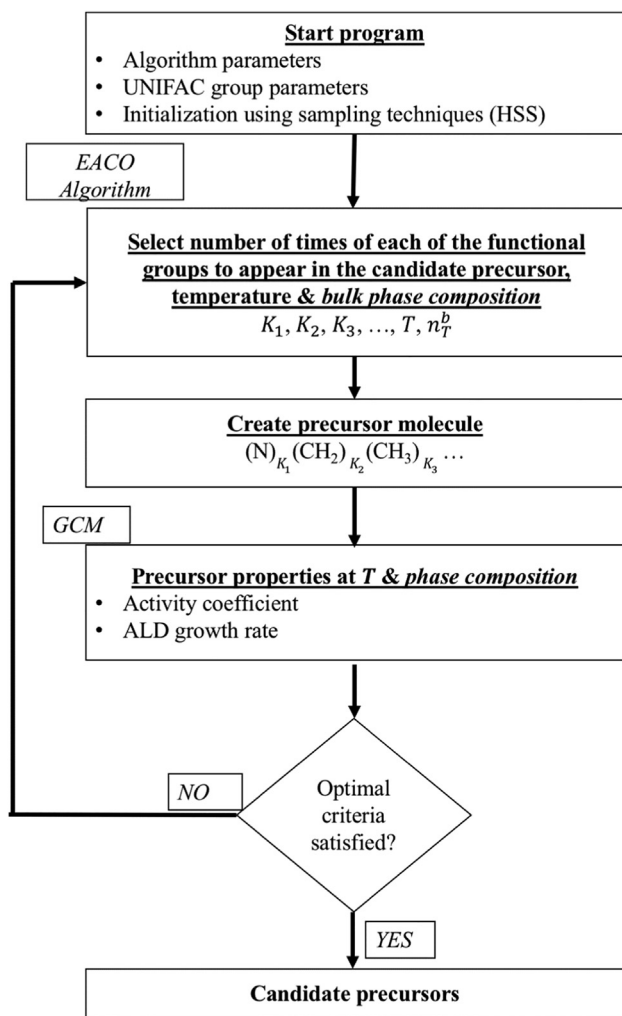 Start program
• Algorithm parameters
• UNIFAC group parameters
• Initialization using sampling techniques (HSS)
EACO
Algorithm
Select number of times of each of the functional
groups to appear in the candidate precursor,
temperature & bulk phase composition
K₁, K₂, K₃, …, T, n_T^b
Create precursor molecule
(N)_{K₁}(CH₂)_{K₂}(CH₃)_{K₃} …
GCM
Precursor properties at T & phase composition
• Activity coefficient
• ALD growth rate
NO
Optimal
criteria
satisfied?
YES
Candidate precursors